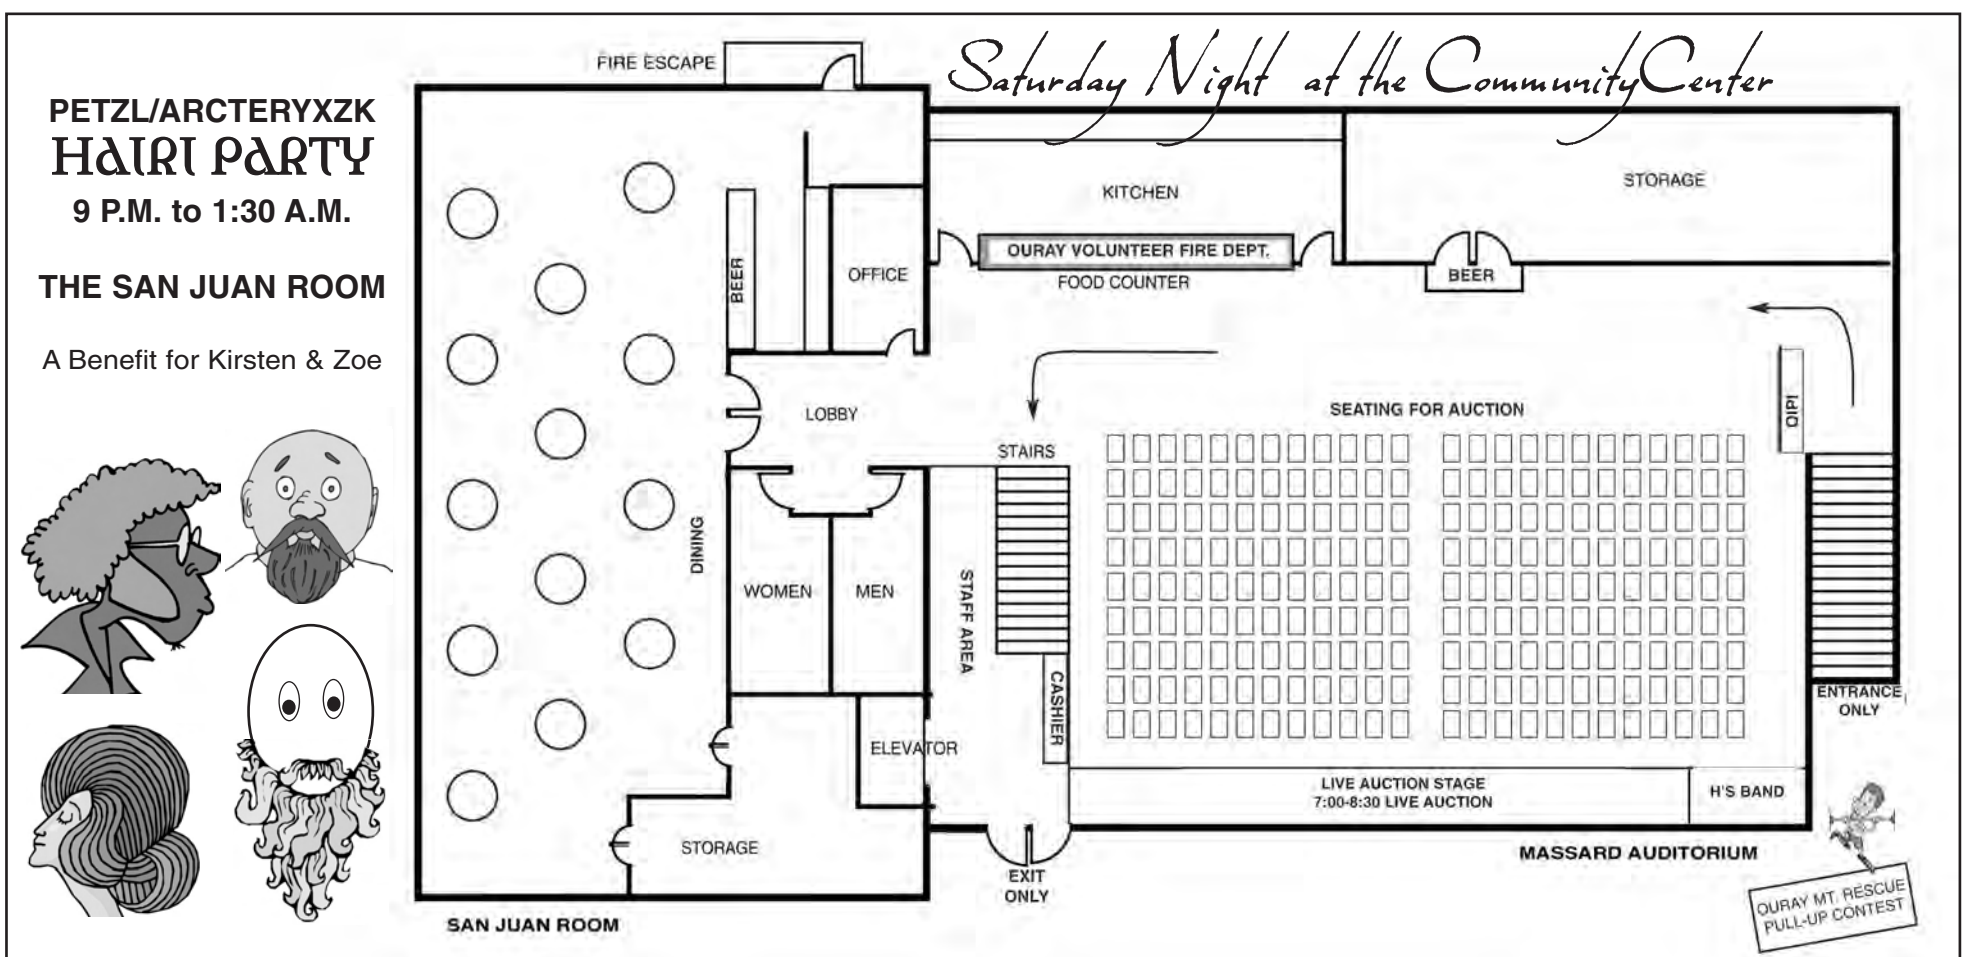 Saturday Night at the Community Center
PETZL/ARCTERYXZK
HAIRI PARTY
9 P.M. to 1:30 A.M.
THE SAN JUAN ROOM
A Benefit for Kirsten & Zoe
FIRE ESCAPE
KITCHEN
STORAGE
OURAY VOLUNTEER FIRE DEPT.
FOOD COUNTER
BEER
BEER
OFFICE
LOBBY
STAIRS
SEATING FOR AUCTION
DINNING
WOMEN
MEN
STAFF AREA
CASHIER
ELEVATOR
STORAGE
ENTRANCE
ONLY
LIVE AUCTION STAGE
7:00-8:30 LIVE AUCTION
H'S BAND
EXIT
ONLY
MASSARD AUDITORIUM
SAN JUAN ROOM
OURAY MT. RESCUE
PULL-UP CONTEST